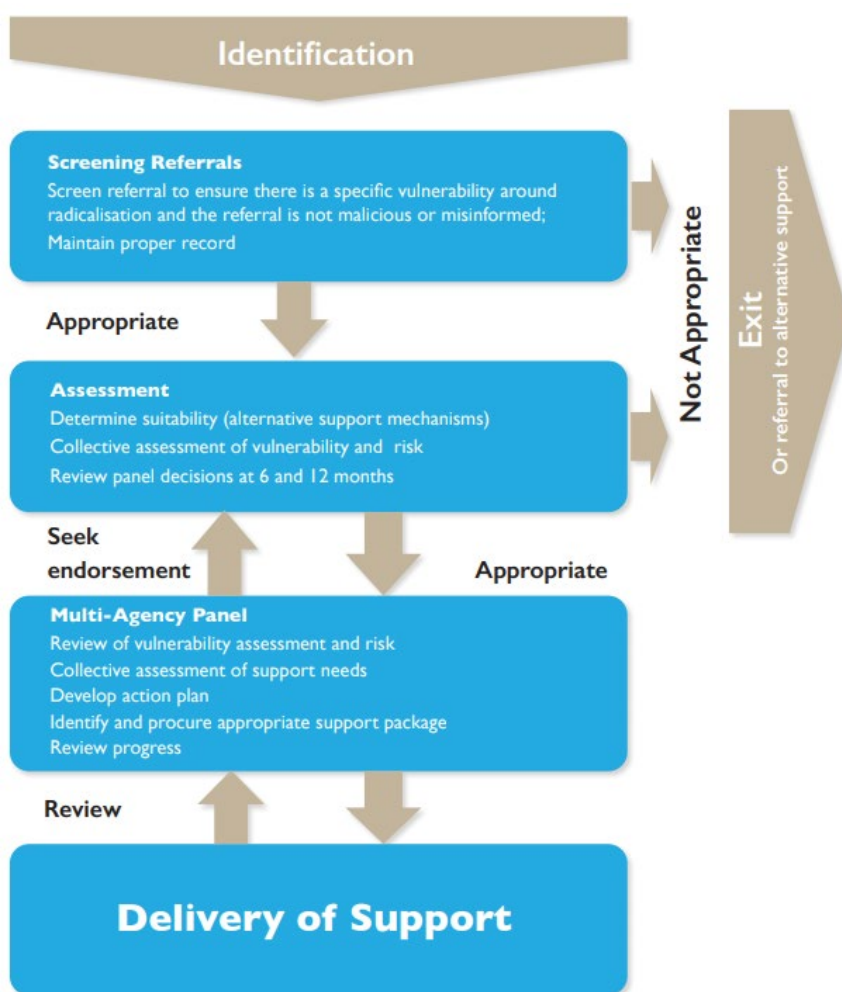 Identification
Screening Referrals
Screen referral to ensure there is a specific vulnerability around
radicalisation and the referral is not malicious or misinformed;
Maintain proper record
Appropriate
Assessment
Determine suitability (alternative support mechanisms)
Collective assessment of vulnerability and risk
Review panel decisions at 6 and 12 months
Not Appropriate
Exit
Or referral to alternative support
Seek
endorsement
Appropriate
Multi-Agency Panel
Review of vulnerability assessment and risk
Collective assessment of support needs
Develop action plan
Identify and procure appropriate support package
Review progress
Review
Delivery of Support